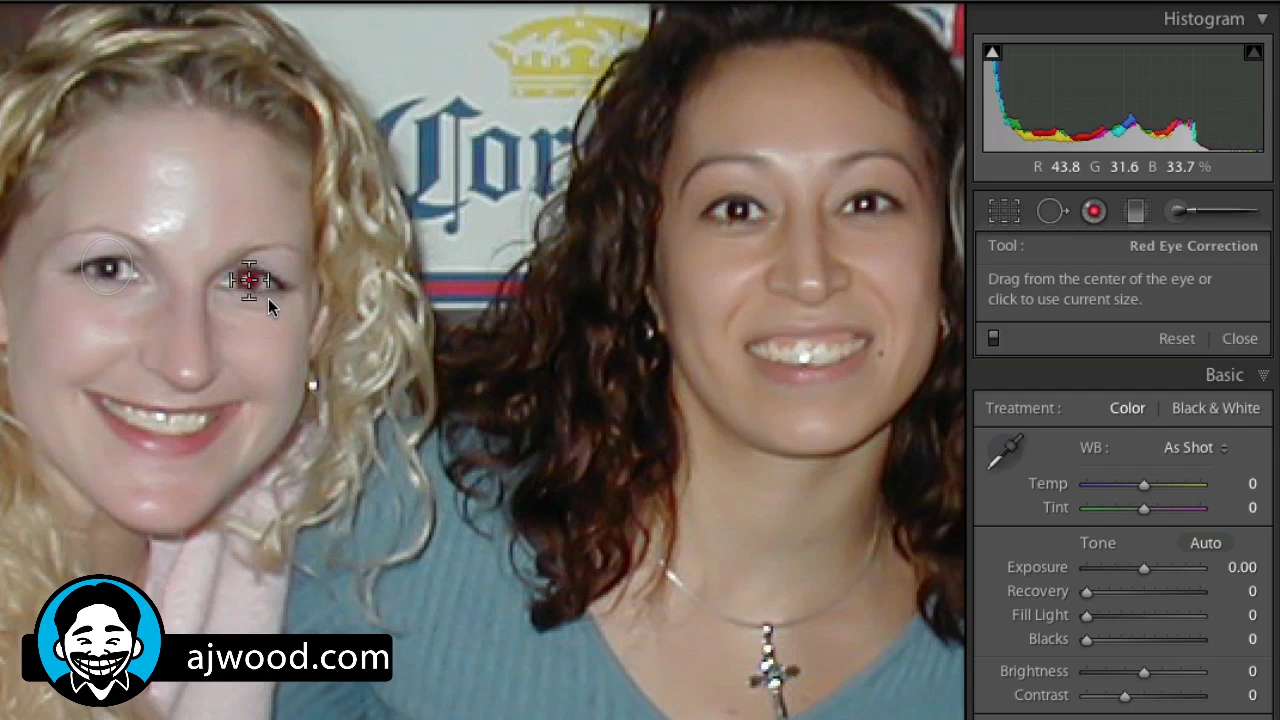 Cor
ajwood.com
Histogram
R 43.8 G 31.6 B 33.7 %
Tool : Red Eye Correction
Drag from the center of the eye or
click to use current size.
Reset | Close
Basic
Treatment : Color | Black & White
WB : As Shot
Temp 0
Tint 0
Tone Auto
Exposure 0.00
Recovery 0
Fill Light 0
Blacks 0
Brightness 0
Contrast 0